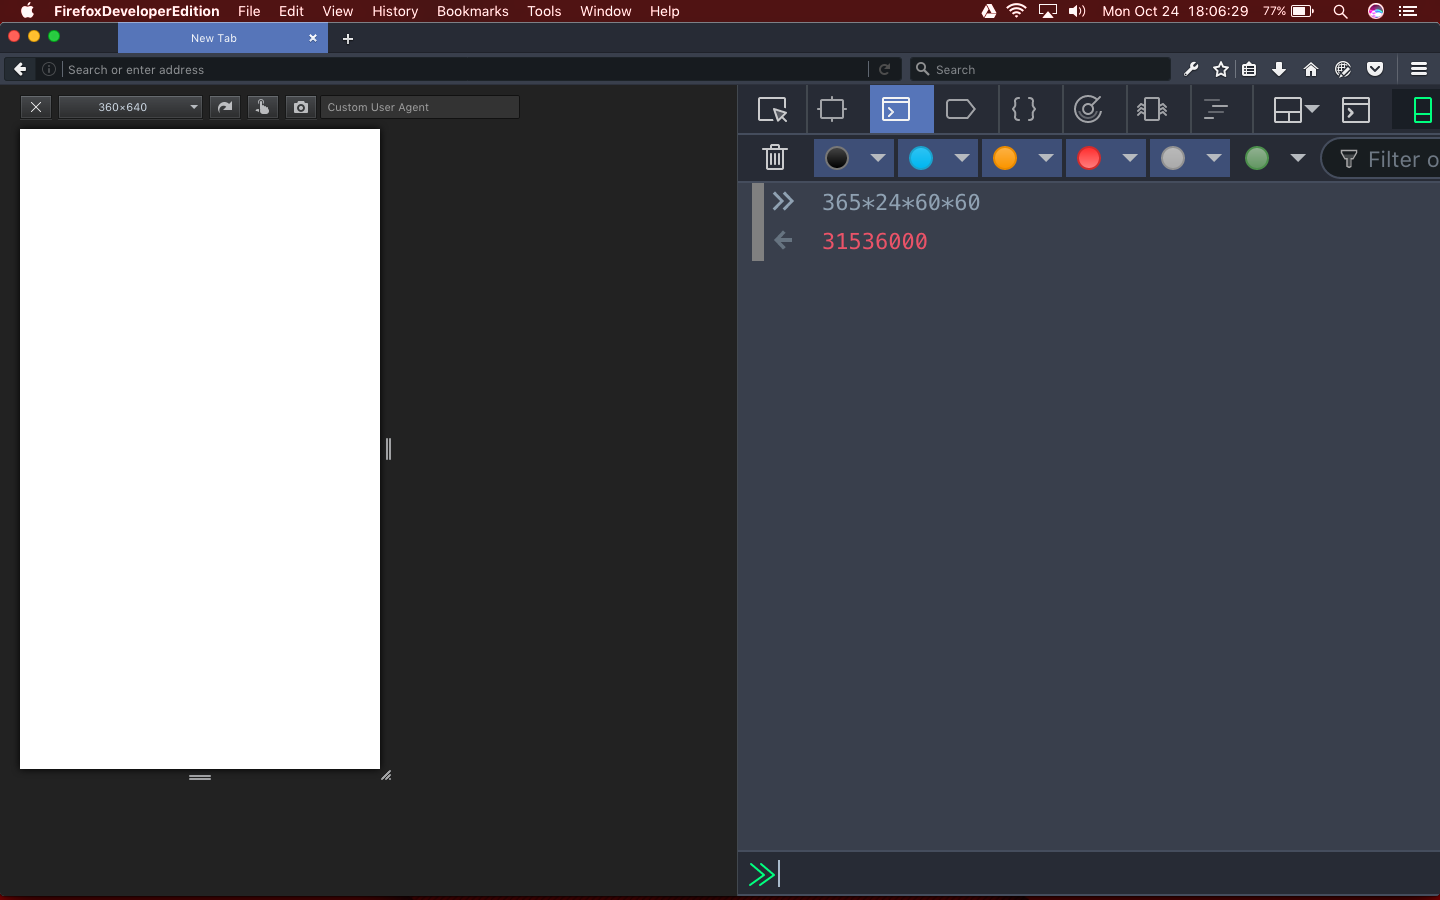 FirefoxDeveloperEdition File Edit View History Bookmarks Tools Window Help Mon Oct 24 18:06:29 77%
New Tab
Search or enter address Search
360×640 Custom User Agent
Filter o
365*24*60*60
31536000